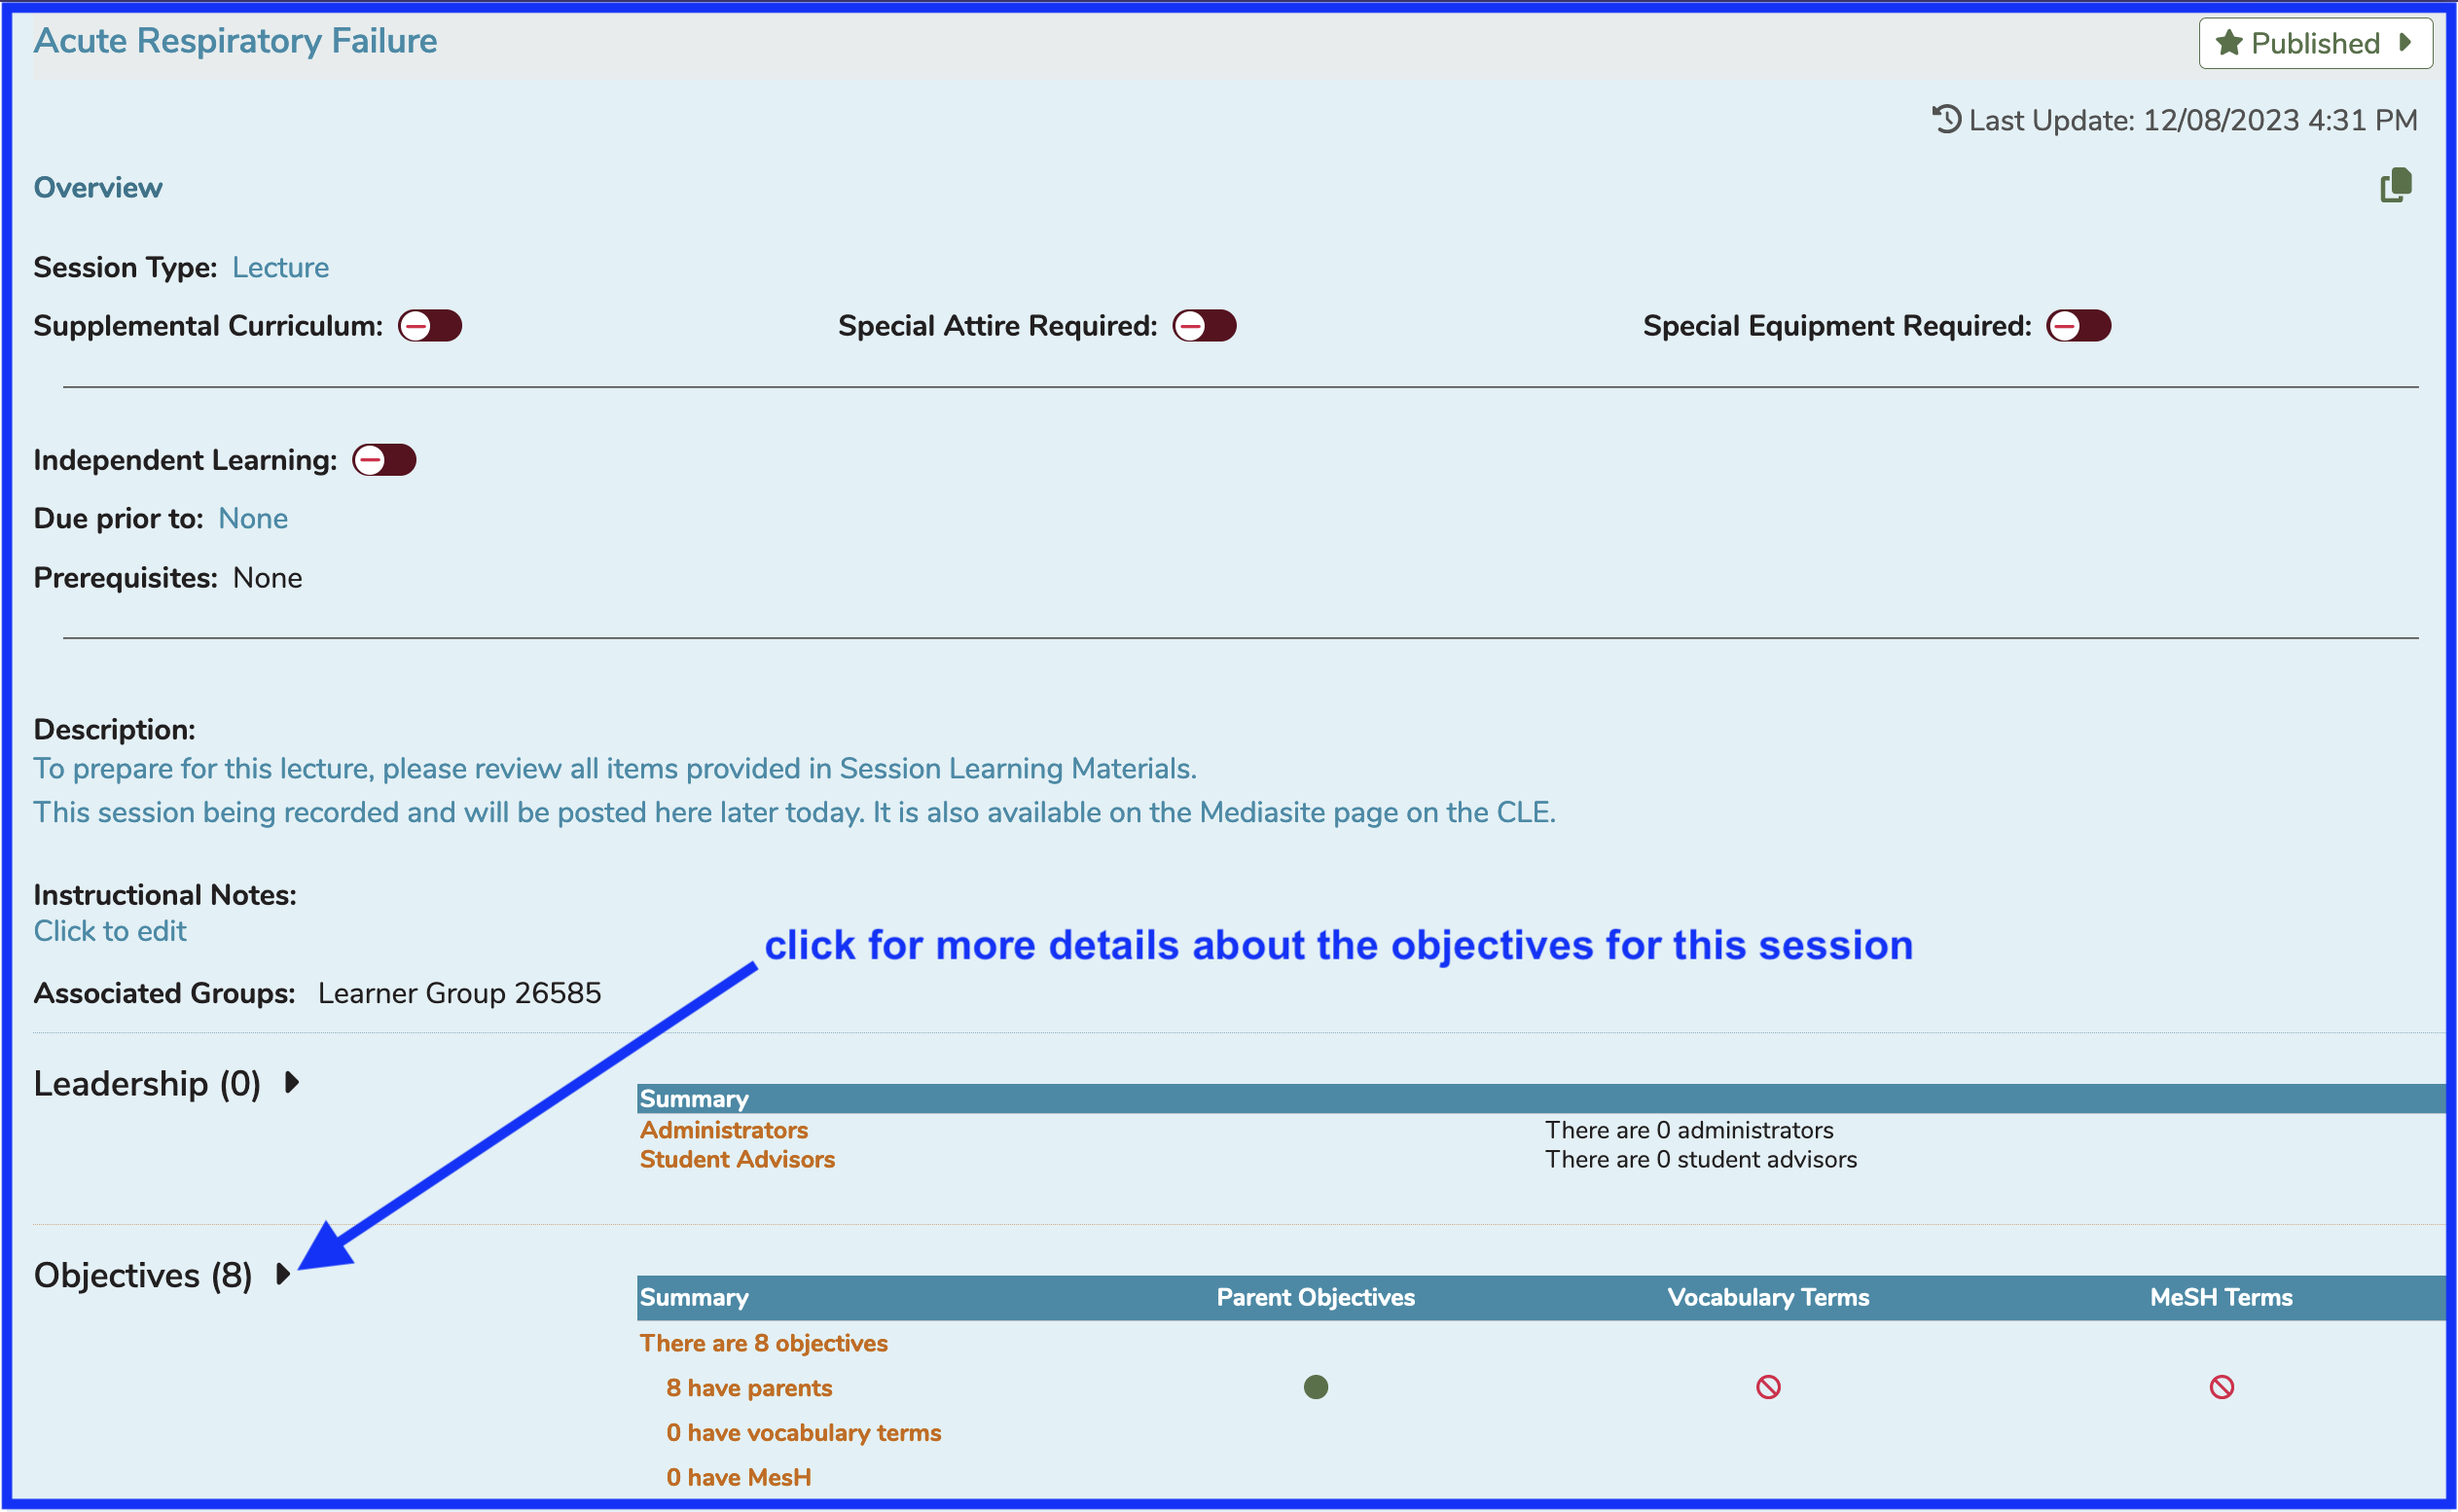 Acute Respiratory Failure
Published
Last Update: 12/08/2023 4:31 PM
Overview
Session Type: Lecture
Supplemental Curriculum: Special Attire Required: Special Equipment Required:
Independent Learning:
Due prior to: None
Prerequisites: None
Description:
To prepare for this lecture, please review all items provided in Session Learning Materials.
This session being recorded and will be posted here later today. It is also available on the Mediasite page on the CLE.
Instructional Notes:
Click to edit
click for more details about the objectives for this session
Associated Groups: Learner Group 26585
Leadership (0)
Summary
Administrators There are 0 administrators
Student Advisors There are 0 student advisors
Objectives (8)
Summary Parent Objectives Vocabulary Terms MeSH Terms
There are 8 objectives
8 have parents
0 have vocabulary terms
0 have MesH